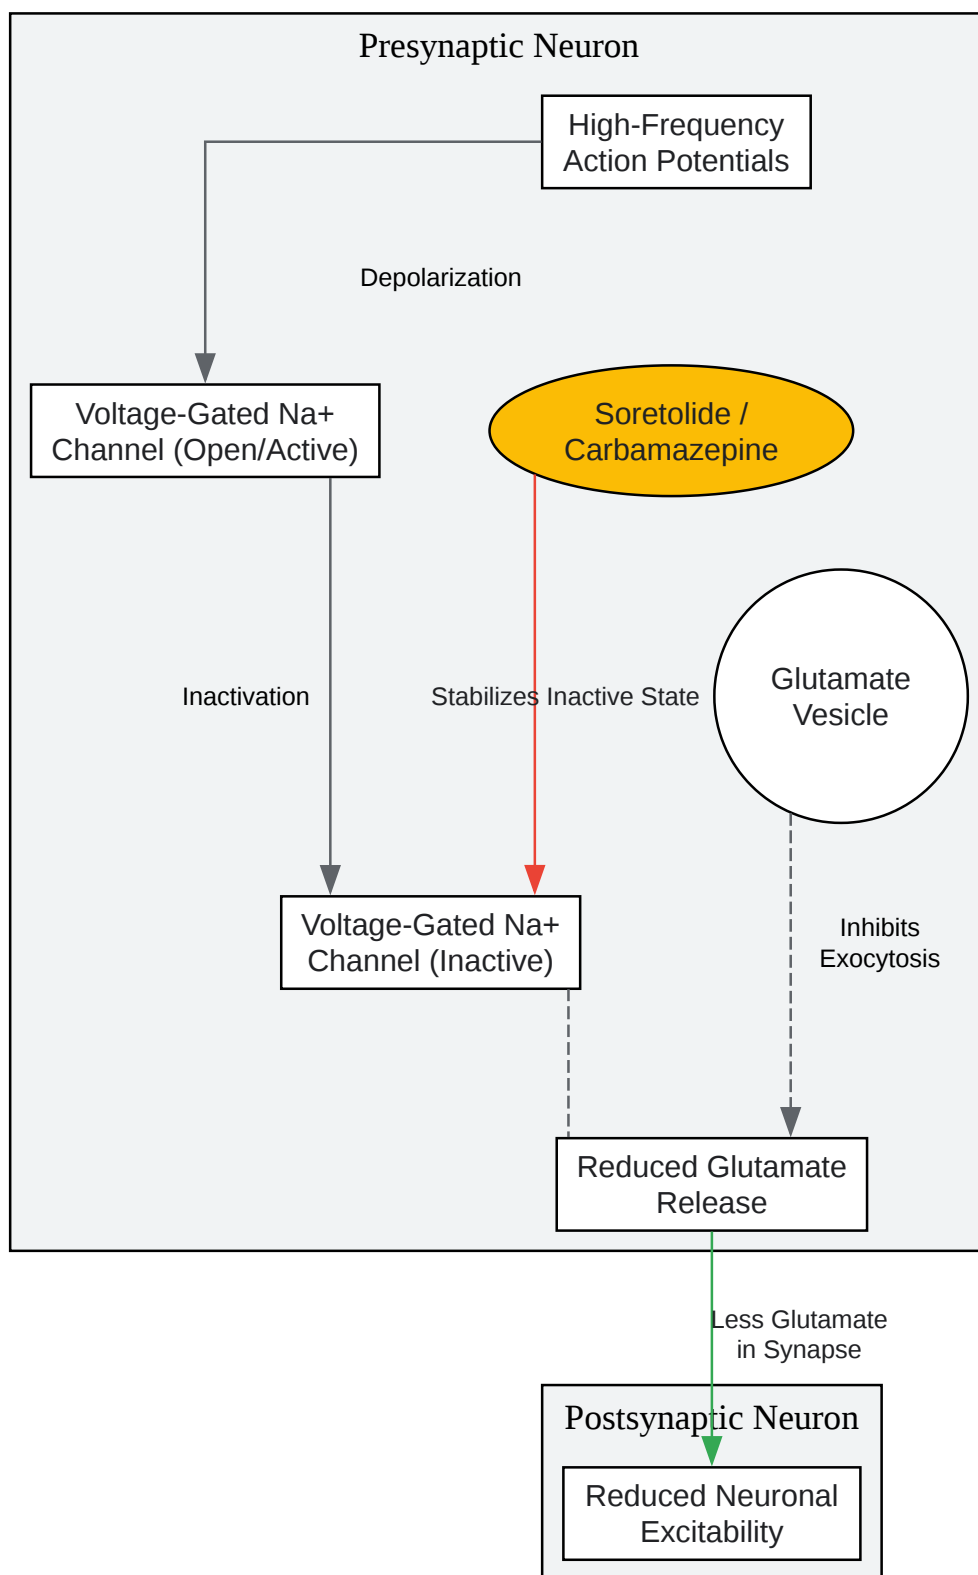 Presynaptic Neuron
High-Frequency
Action Potentials
Depolarization
Voltage-Gated Na+
Channel (Open/Active)
Soretolide /
Carbamazepine
Glutamate
Vesicle
Inactivation
Stabilizes Inactive State
Voltage-Gated Na+
Channel (Inactive)
Inhibits
Exocytosis
Reduced Glutamate
Release
Less Glutamate
in Synapse
Postsynaptic Neuron
Reduced Neuronal
Excitability